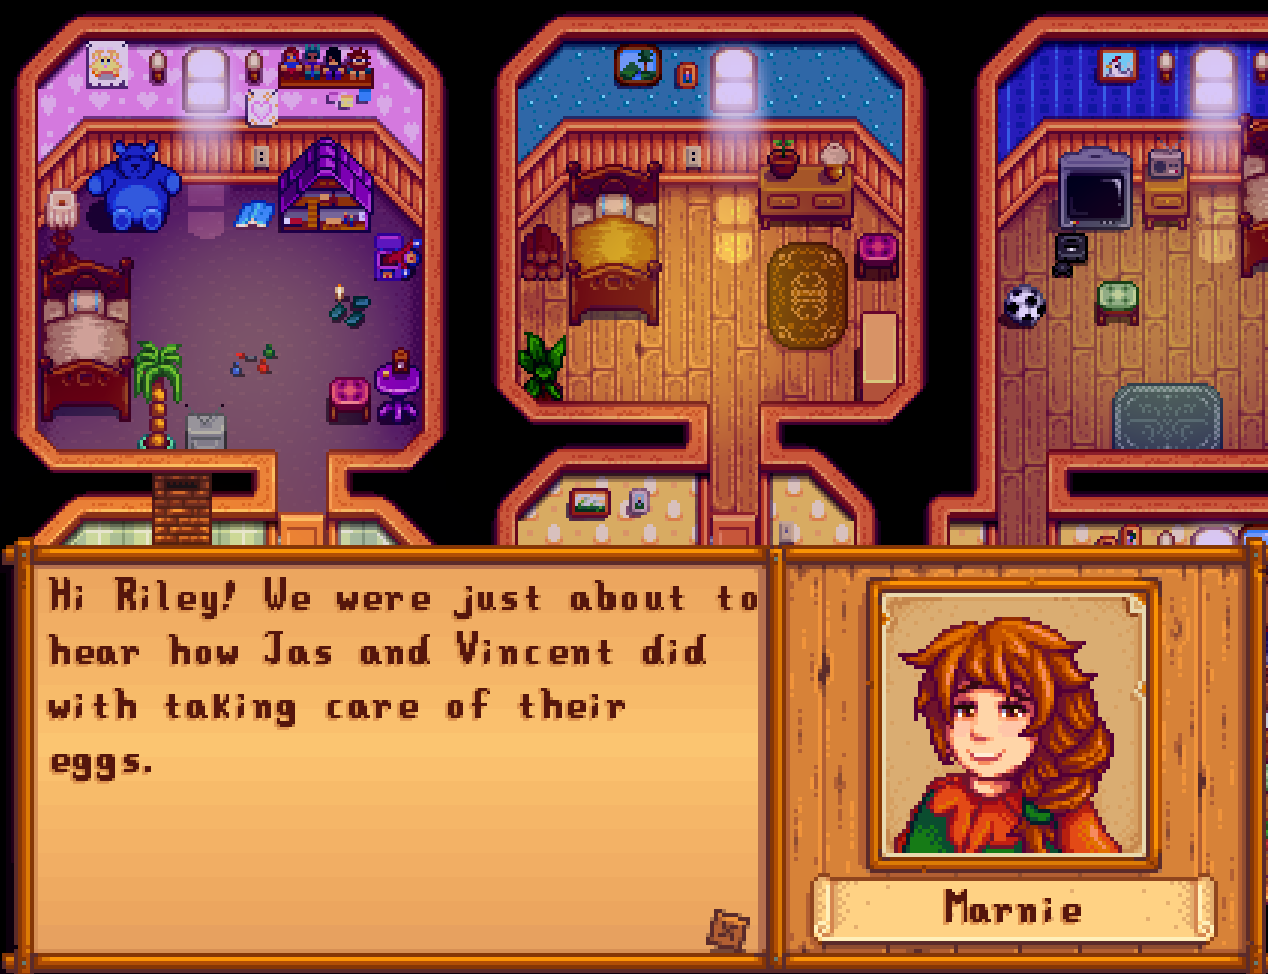 Hi Riley! We were just about to
hear how Jas and Vincent did
with taking care of their
eggs.
Marnie